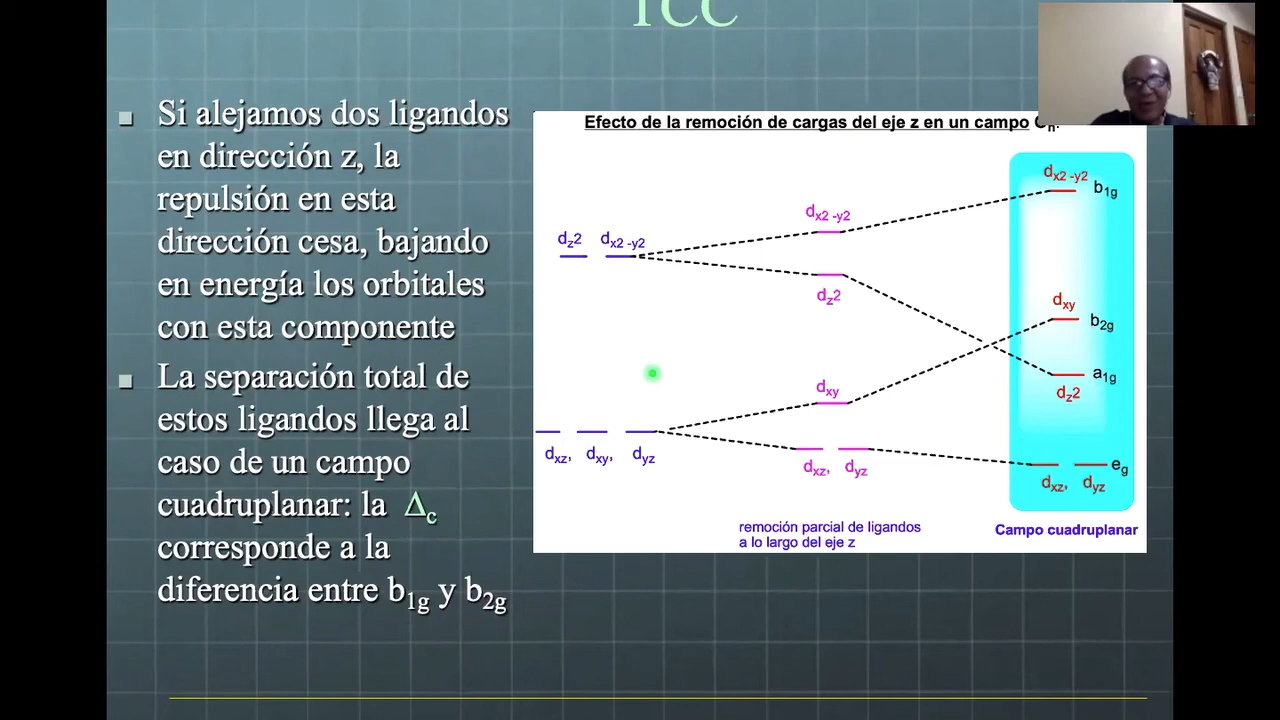 TCC
Si alejamos dos ligandos
en dirección z, la
repulsión en esta
dirección cesa, bajando
en energía los orbitales
con esta componente
La separación total de
estos ligandos llega al
caso de un campo
cuadruplanar: la Δc
corresponde a la
diferencia entre b1g y b2g
Efecto de la remoción de cargas del eje z en un campo Oh.
dz2 dx2-y2
dxz, dxy, dyz
dx2-y2
dz2
dxy
dxz, dyz
remoción parcial de ligandos
a lo largo del eje z
dx2-y2 b1g
dxy b2g
a1g
dz2
eg
dxz, dyz
Campo cuadruplanar